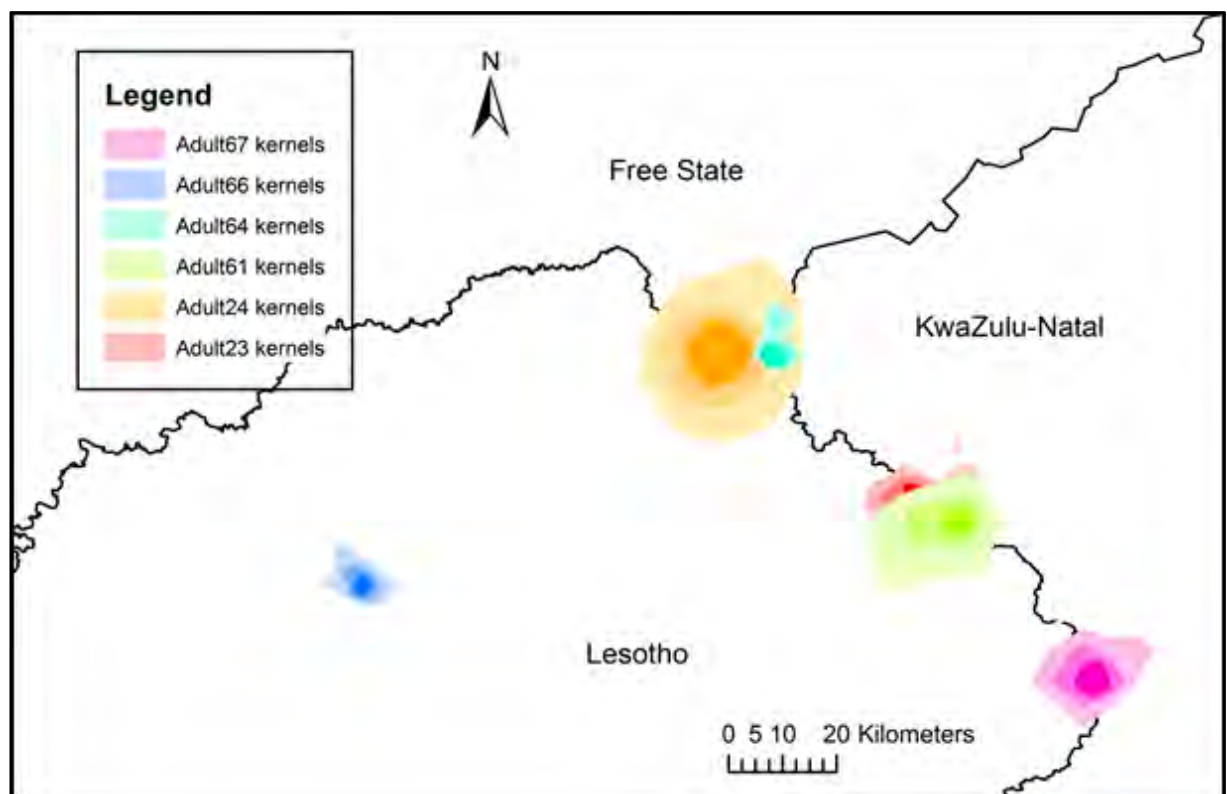 N
Legend
Adult67 kernels
Adult66 kernels
Adult64 kernels
Adult61 kernels
Adult24 kernels
Adult23 kernels
Free State
KwaZulu-Natal
Lesotho
0 5 10 20 Kilometers